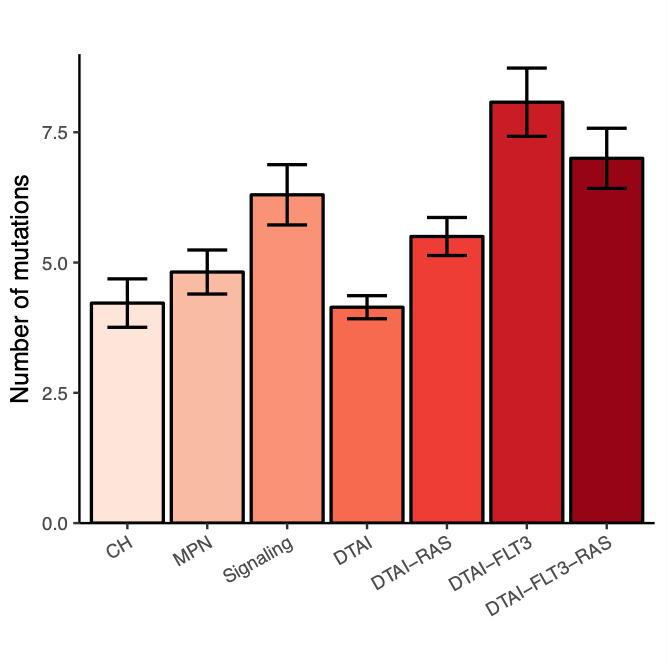 Number of mutations
7.5
5.0
2.5
0.0
CH
MPN
Signaling
DTAI
DTAI−RAS
DTAI−FLT3
DTAI−FLT3−RAS